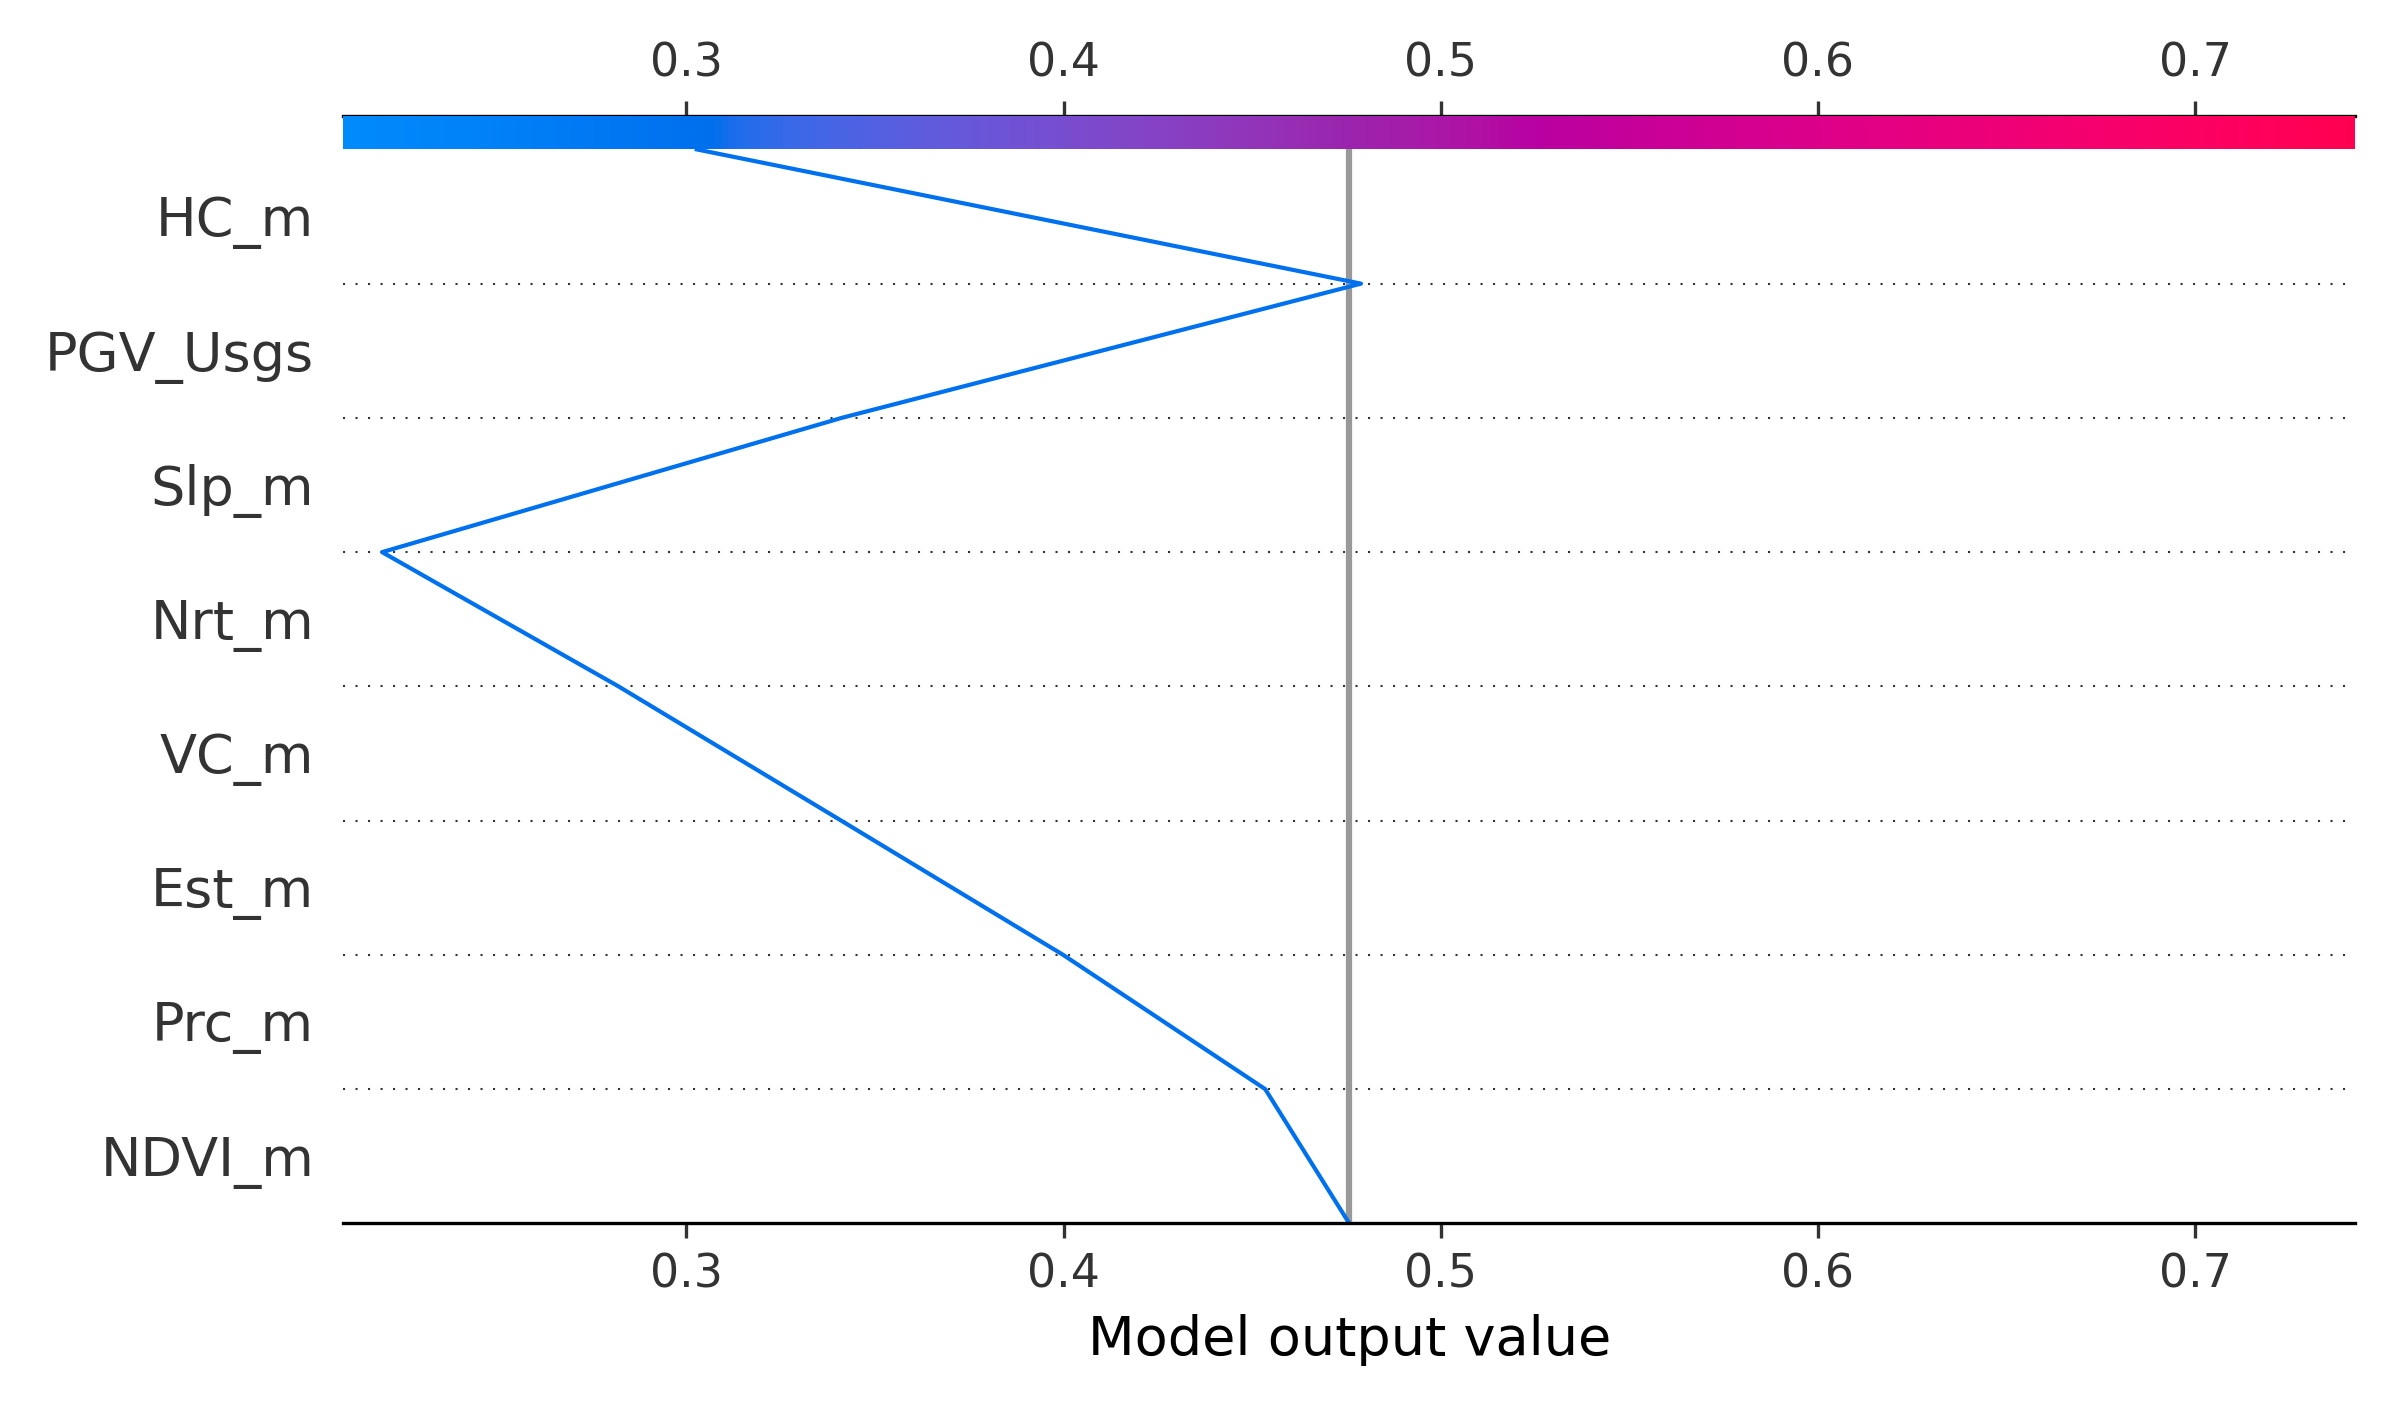 0.3 0.4 0.5 0.6 0.7
HC_m
PGV_Usgs
Slp_m
Nrt_m
VC_m
Est_m
Prc_m
NDVI_m
0.3 0.4 0.5 0.6 0.7
Model output value